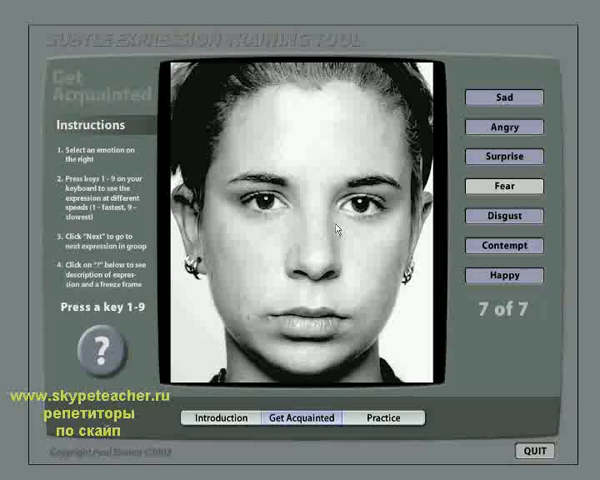 SUBTLE EXPRESSION TRAINING TOOL
Get
Acquainted
Instructions
1. Select an emotion on
the right
2. Press keys 1 - 9 on your
keyboard to see the
expression at different
speeds (1 - fastest, 9 -
slowest)
3. Click "Next" to go to
next expression in group
4. Click on "?" below to see
description of expres-
sion and a freeze frame
Press a key 1-9
?
Sad
Angry
Surprise
Fear
Disgust
Contempt
Happy
7 of 7
www.skypeteacher.ru
репетиторы
по скайп
Introduction
Get Acquainted
Practice
Copyright Paul Ekman ©2002
QUIT